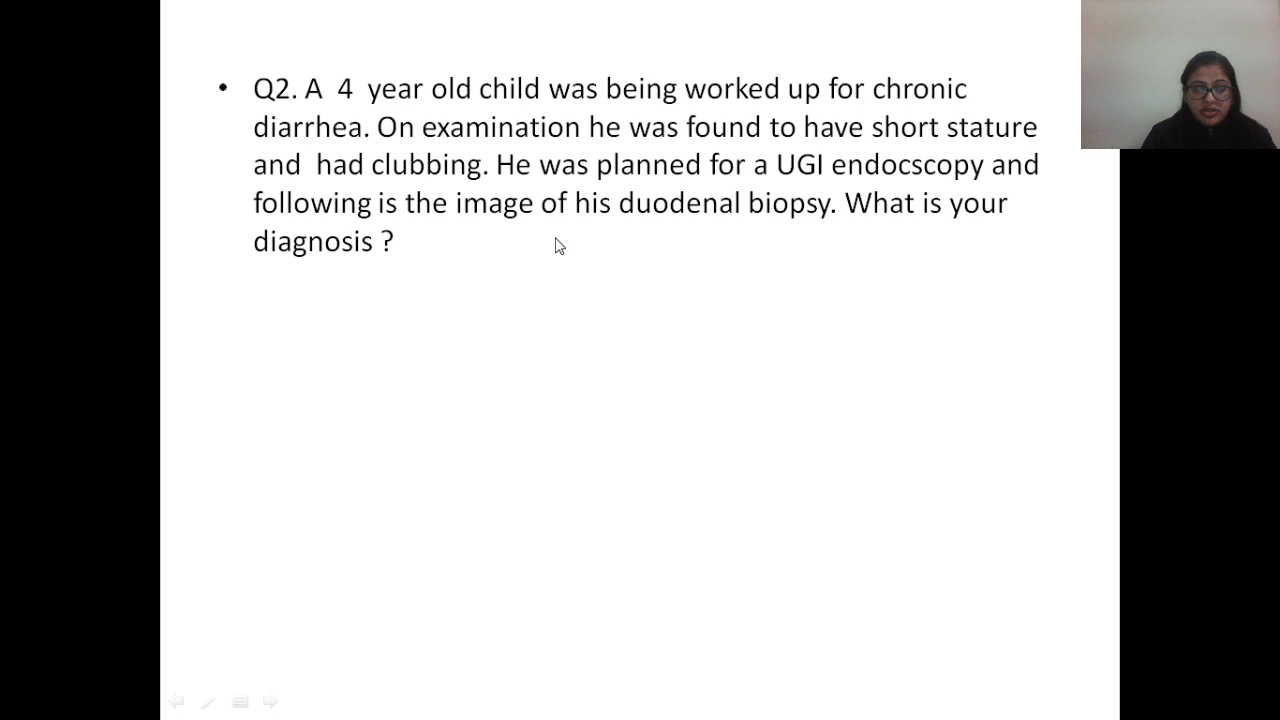 • Q2. A 4 year old child was being worked up for chronic
diarrhea. On examination he was found to have short stature
and had clubbing. He was planned for a UGI endocscopy and
following is the image of his duodenal biopsy. What is your
diagnosis ?